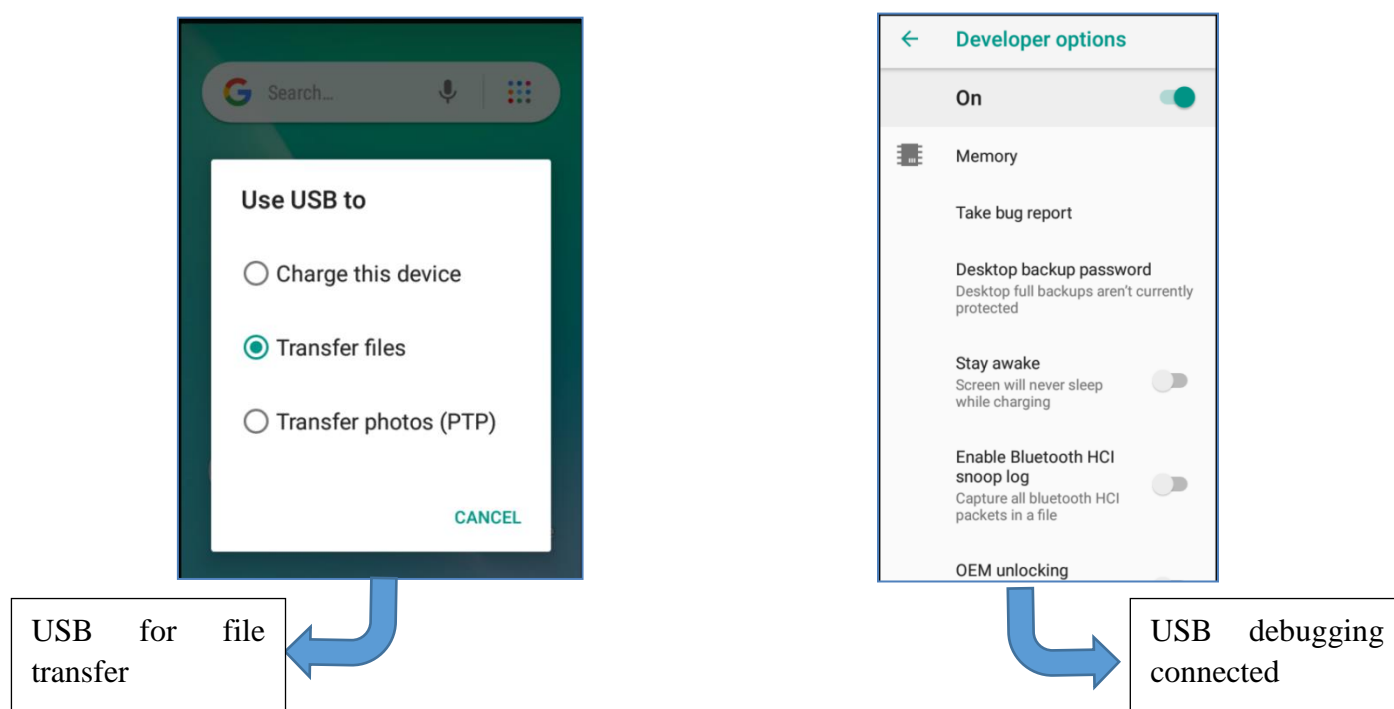 Search...
Use USB to
Charge this device
Transfer files
Transfer photos (PTP)
CANCEL
USB for file
transfer
Developer options
On
Memory
Take bug report
Desktop backup password
Desktop full backups aren't currently
protected
Stay awake
Screen will never sleep
while charging
Enable Bluetooth HCI
snoop log
Capture all bluetooth HCI
packets in a file
OEM unlocking
USB debugging
connected